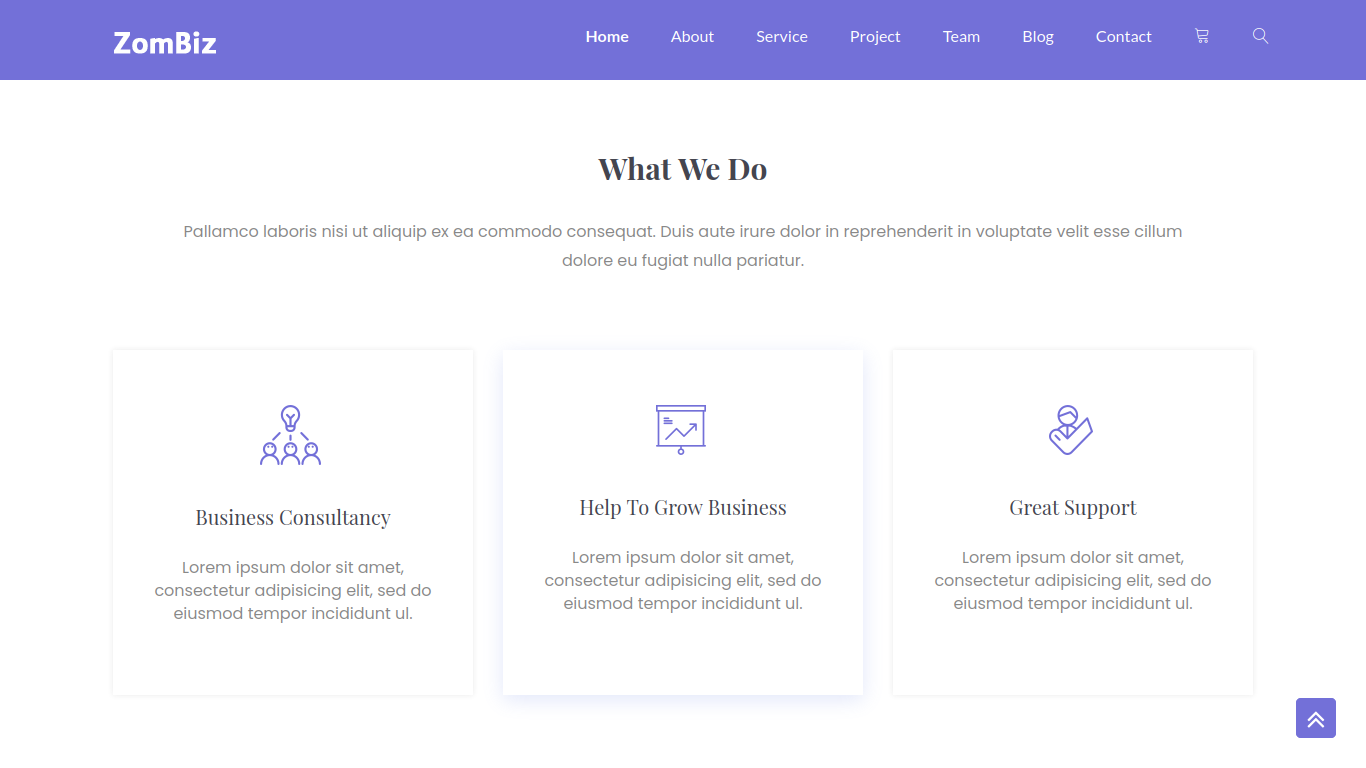 ZomBiz
Home About Service Project Team Blog Contact
What We Do
Pallamco laboris nisi ut aliquip ex ea commodo consequat. Duis aute irure dolor in reprehenderit in voluptate velit esse cillum
dolore eu fugiat nulla pariatur.
Business Consultancy
Lorem ipsum dolor sit amet,
consectetur adipisicing elit, sed do
eiusmod tempor incididunt ul.
Help To Grow Business
Lorem ipsum dolor sit amet,
consectetur adipisicing elit, sed do
eiusmod tempor incididunt ul.
Great Support
Lorem ipsum dolor sit amet,
consectetur adipisicing elit, sed do
eiusmod tempor incididunt ul.